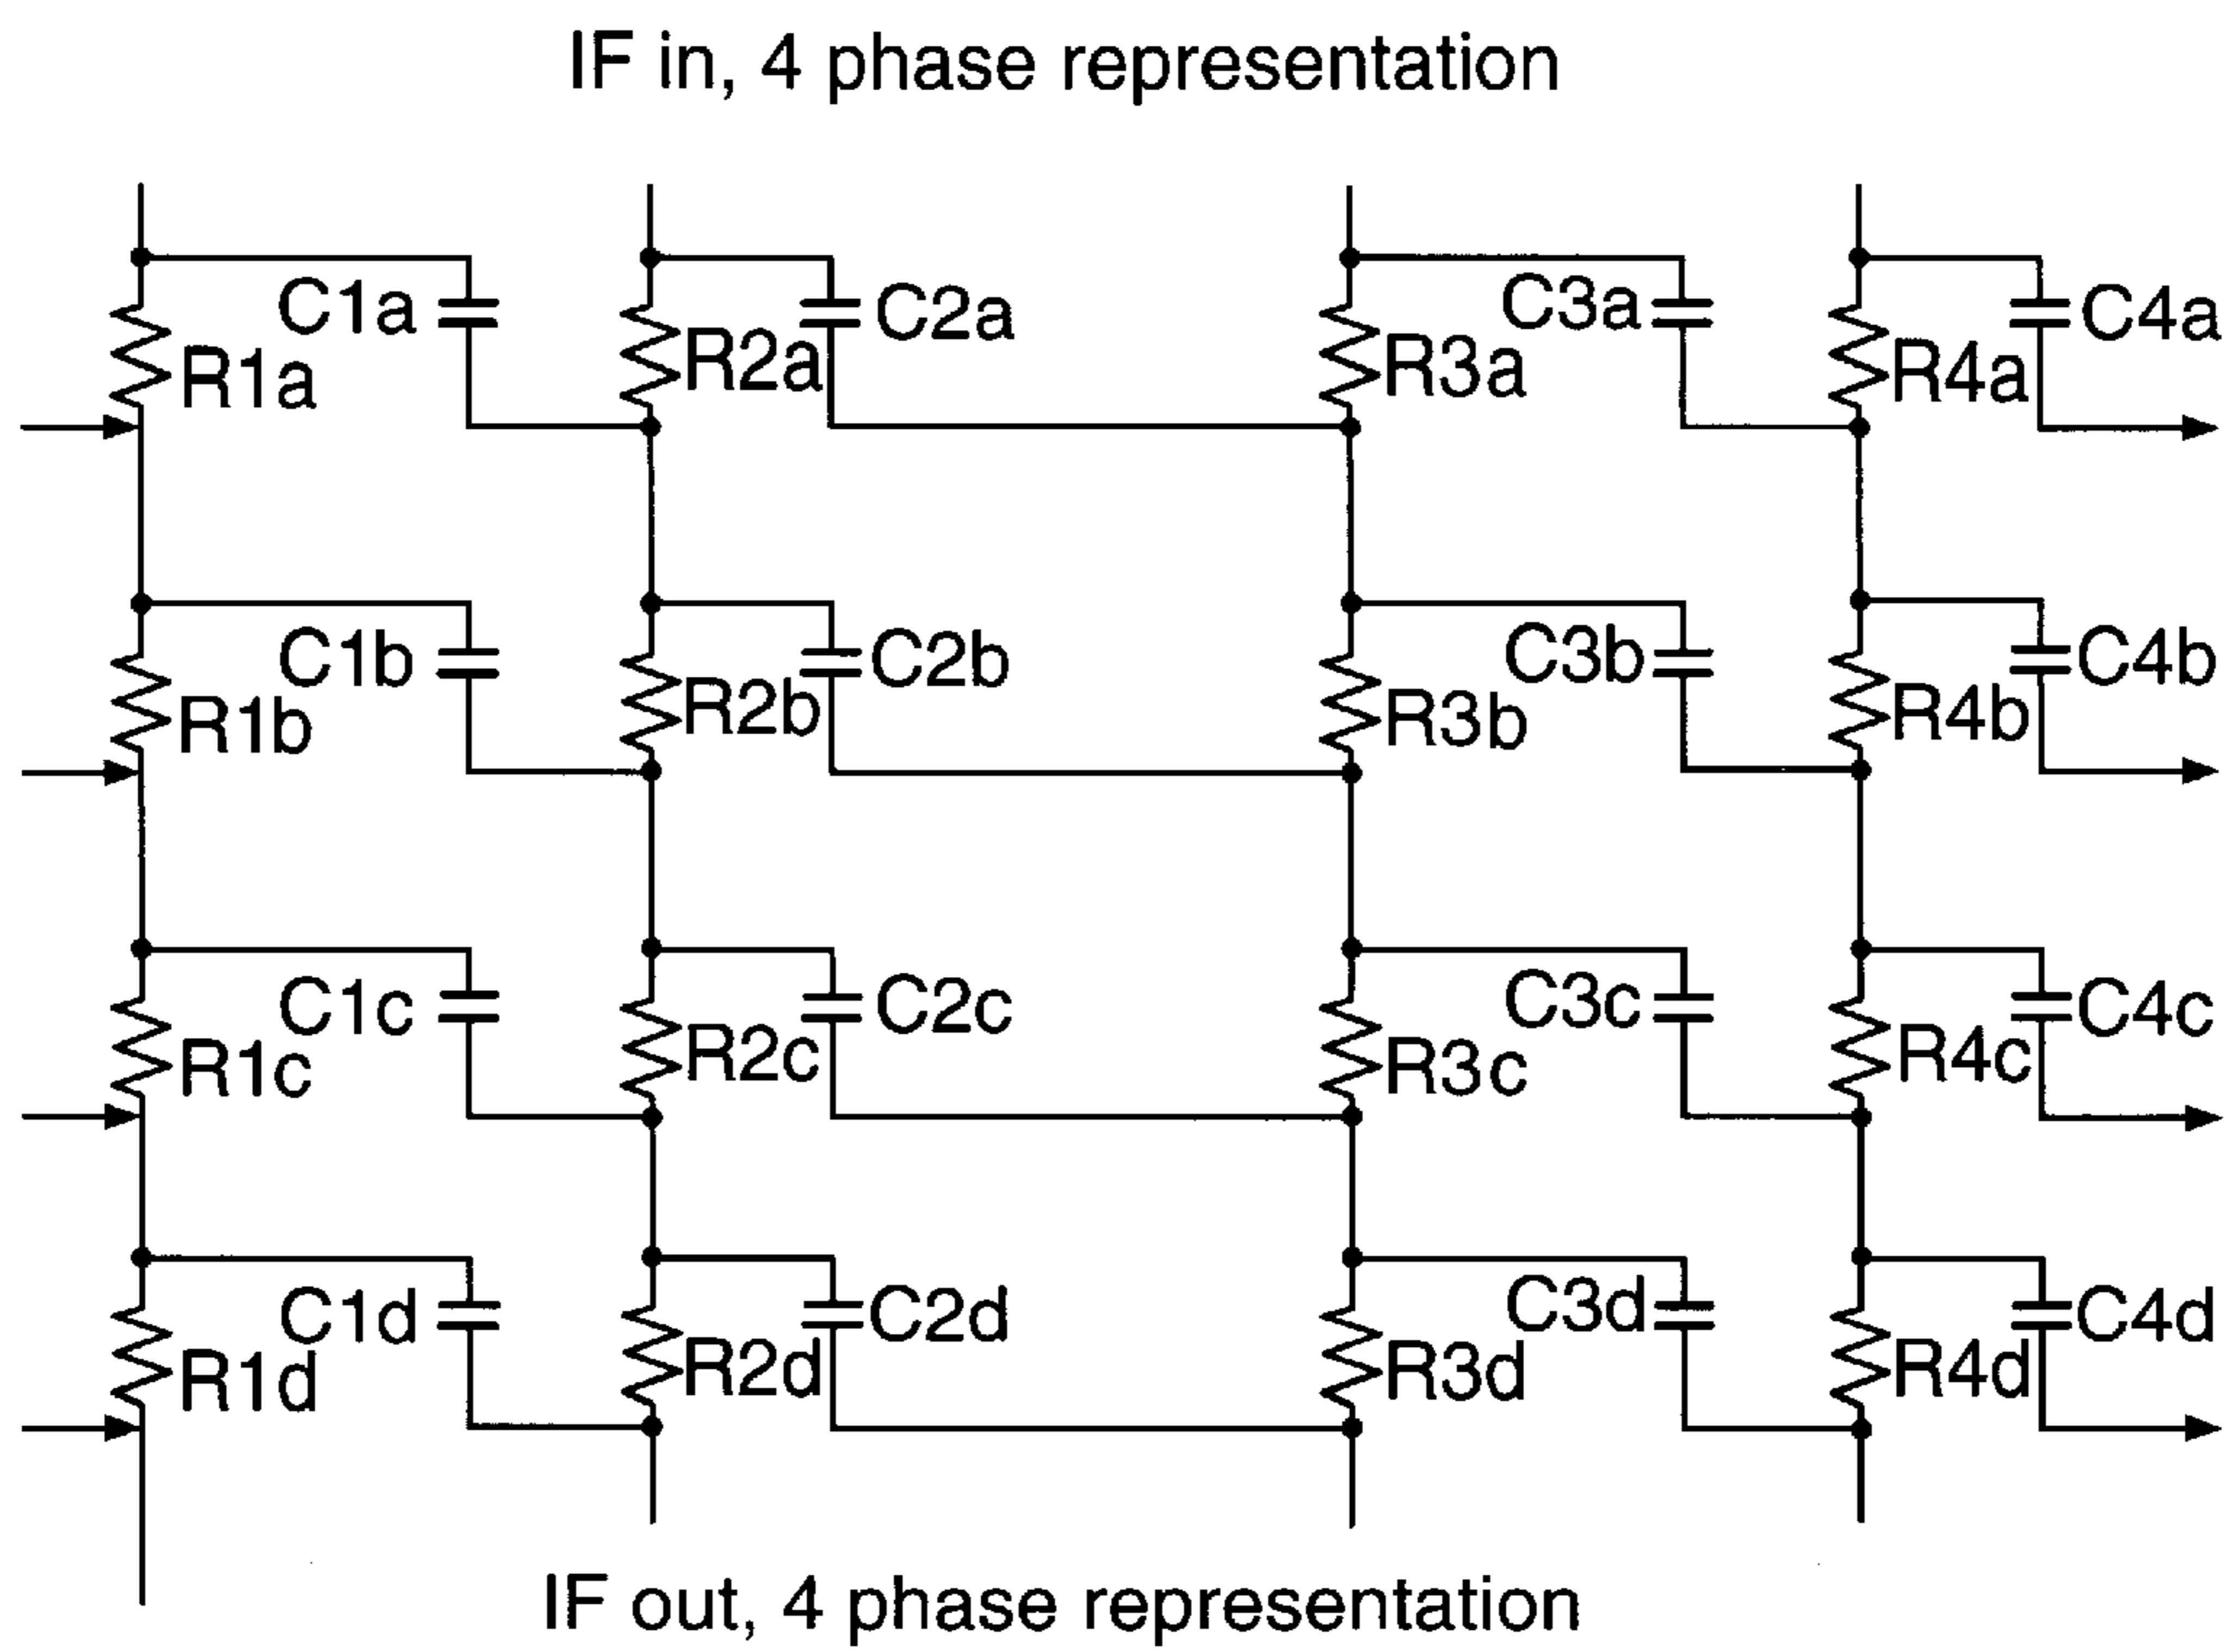 IF in, 4 phase representation
C1a C2a C3a C4a
R1a R2a R3a R4a
C1b C2b C3b C4b
R1b R2b R3b R4b
C1c C2c C3c C4c
R1c R2c R3c R4c
C1d C2d C3d C4d
R1d R2d R3d R4d
IF out, 4 phase representation